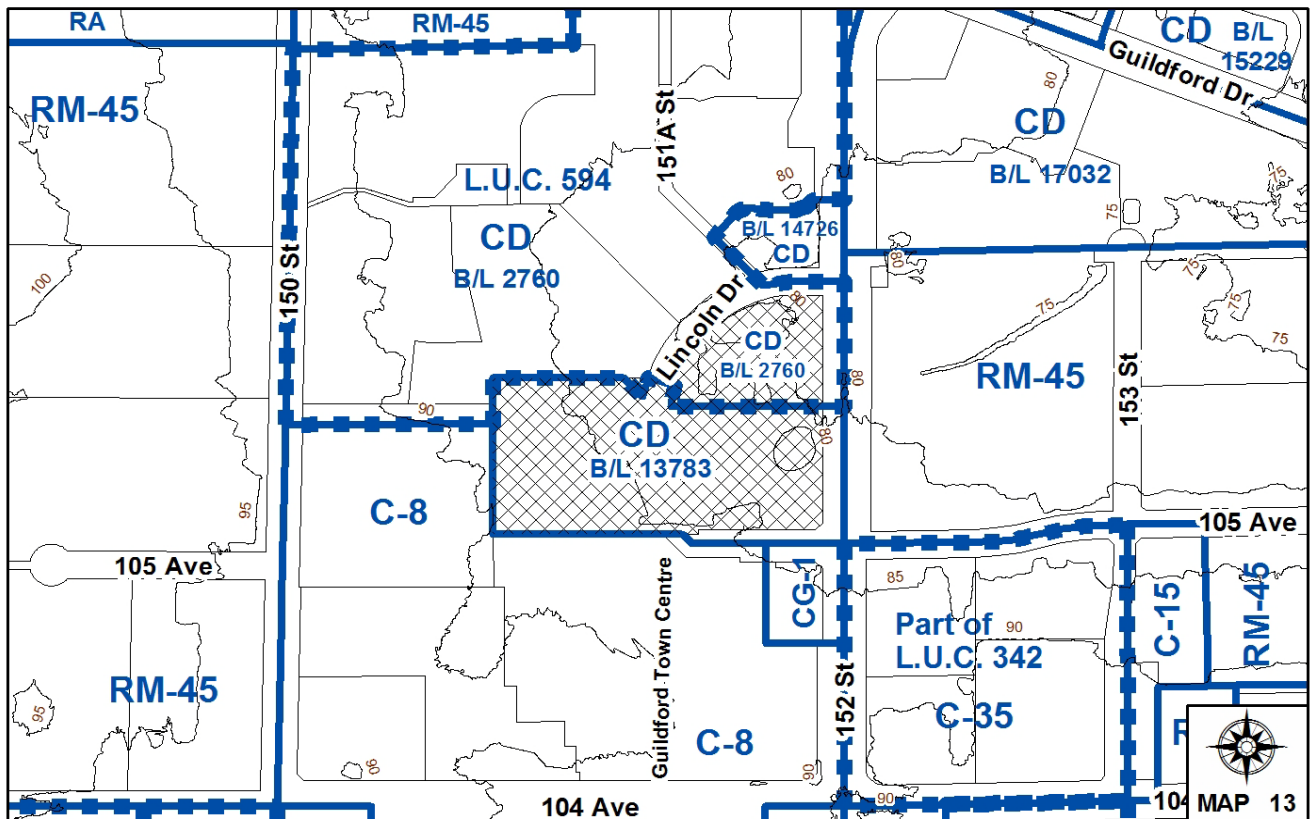 RA
RM-45
CD
B/L
15229
Guildford Dr
80
RM-45
151A St
CD
B/L 17032
L.U.C. 594
80
75
75
CD
B/L 2760
B/L 14726
CD
150 St
100
80
75
75
75
75
Lincoln Dr
80
CD
B/L 2760
80
RM-45
153 St
90
CD
B/L 13783
80
C-8
95
105 Ave
105 Ave
85
CG-1
Guildford Town Centre
Part of
L.U.C. 342
90
C-15
RM-45
RM-45
95
152 St
C-35
C-8
90
90
90
104 Ave
104
MAP 13